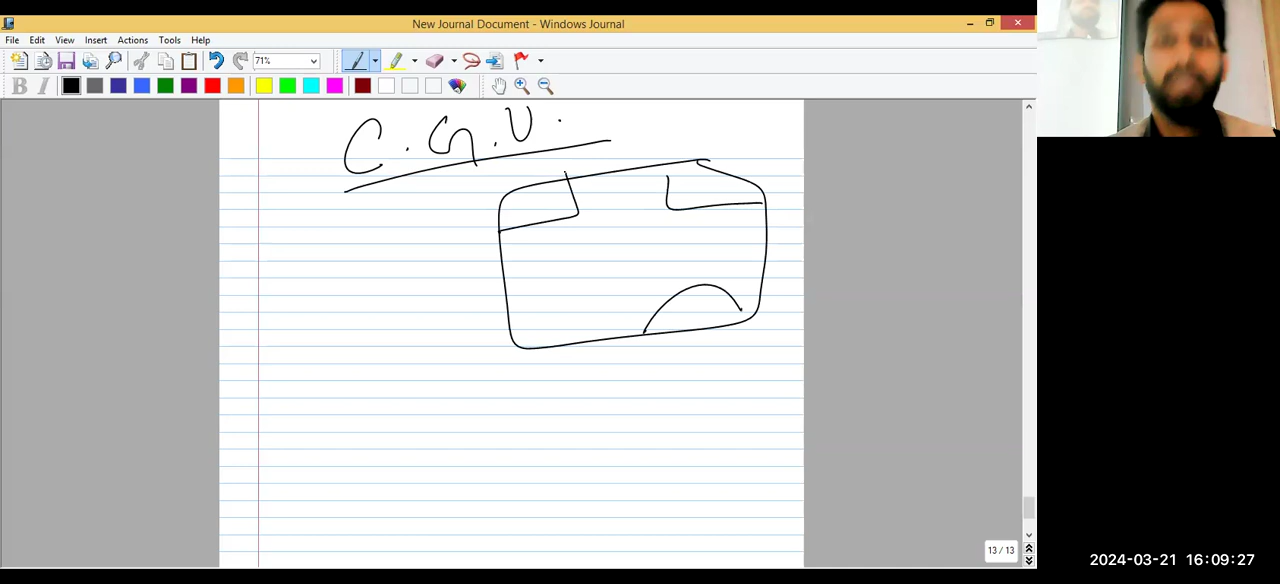 New Journal Document - Windows Journal
File Edit View Insert Actions Tools Help
71%
B I
C.G.U.
13 / 13
2024-03-21 16:09:27